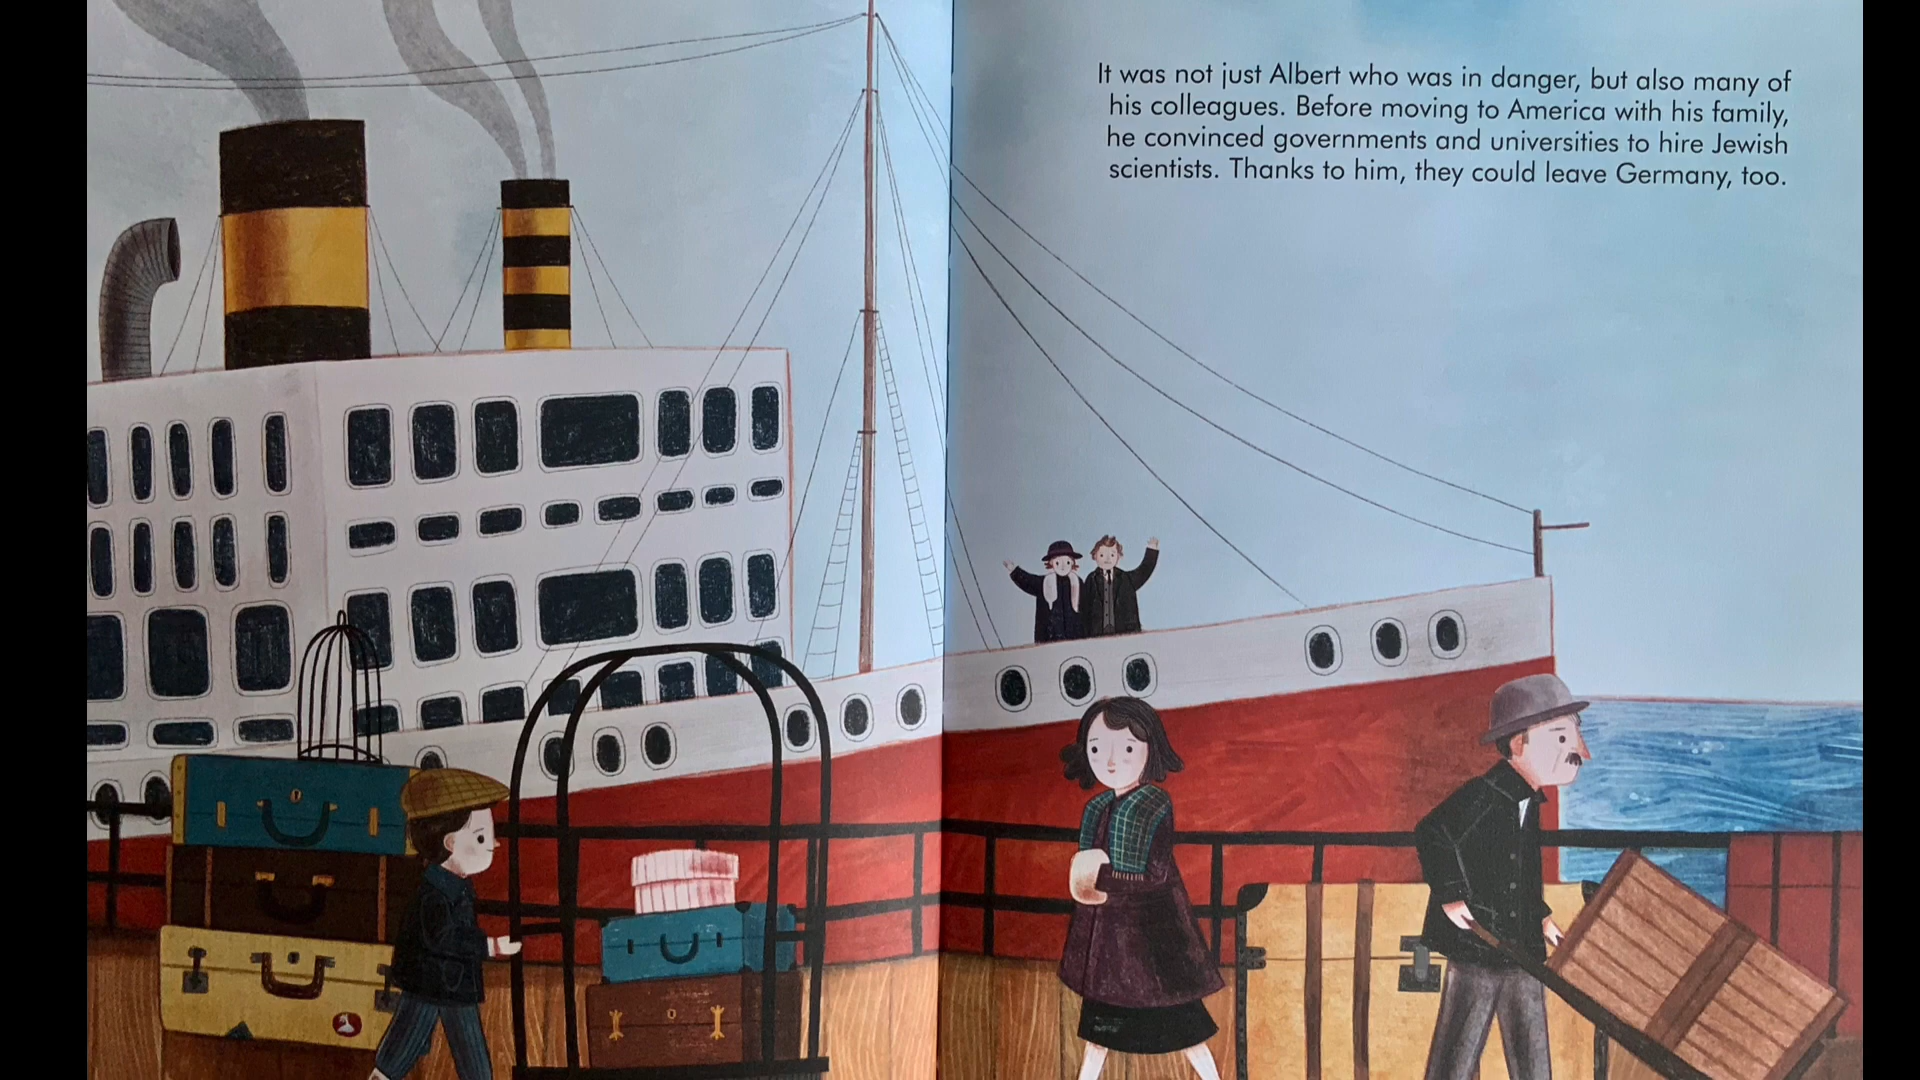 It was not just Albert who was in danger, but also many of
his colleagues. Before moving to America with his family,
he convinced governments and universities to hire Jewish
scientists. Thanks to him, they could leave Germany, too.